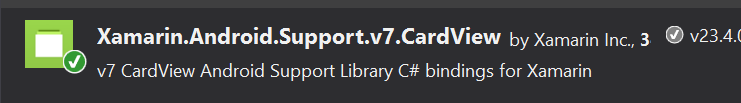 Xamarin.Android.Support.v7.CardView by Xamarin Inc., 3 v23.4.0
v7 CardView Android Support Library C# bindings for Xamarin